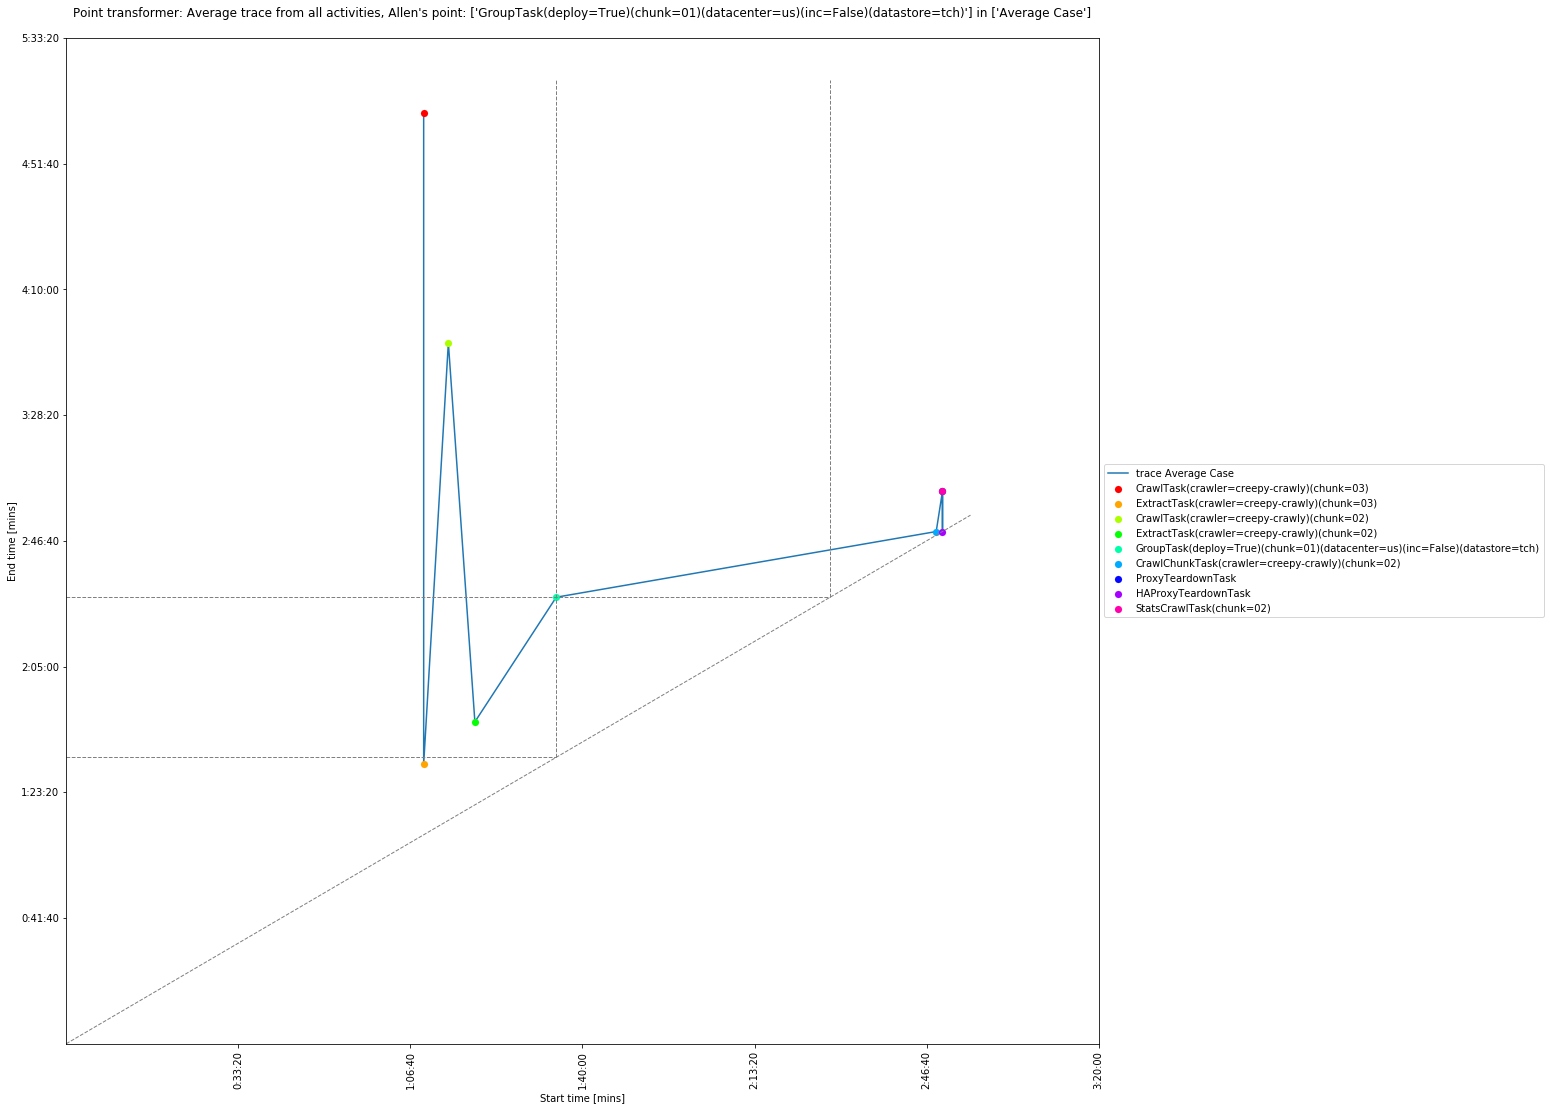 Point transformer: Average trace from all activities, Allen's point: ['GroupTask(deploy=True)(chunk=01)(datacenter=us)(inc=False)(datastore=tch)'] in ['Average Case']
5:33:20
4:51:40
4:10:00
3:28:20
2:46:40
2:05:00
1:23:20
0:41:40
End time [mins]
0:33:20
1:06:40
1:40:00
2:13:20
2:46:40
3:20:00
Start time [mins]
trace Average Case
CrawlTask(crawler=creepy-crawly)(chunk=03)
ExtractTask(crawler=creepy-crawly)(chunk=03)
CrawlTask(crawler=creepy-crawly)(chunk=02)
ExtractTask(crawler=creepy-crawly)(chunk=02)
GroupTask(deploy=True)(chunk=01)(datacenter=us)(inc=False)(datastore=tch)
CrawlChunkTask(crawler=creepy-crawly)(chunk=02)
ProxyTeardownTask
HAProxyTeardownTask
StatsCrawlTask(chunk=02)